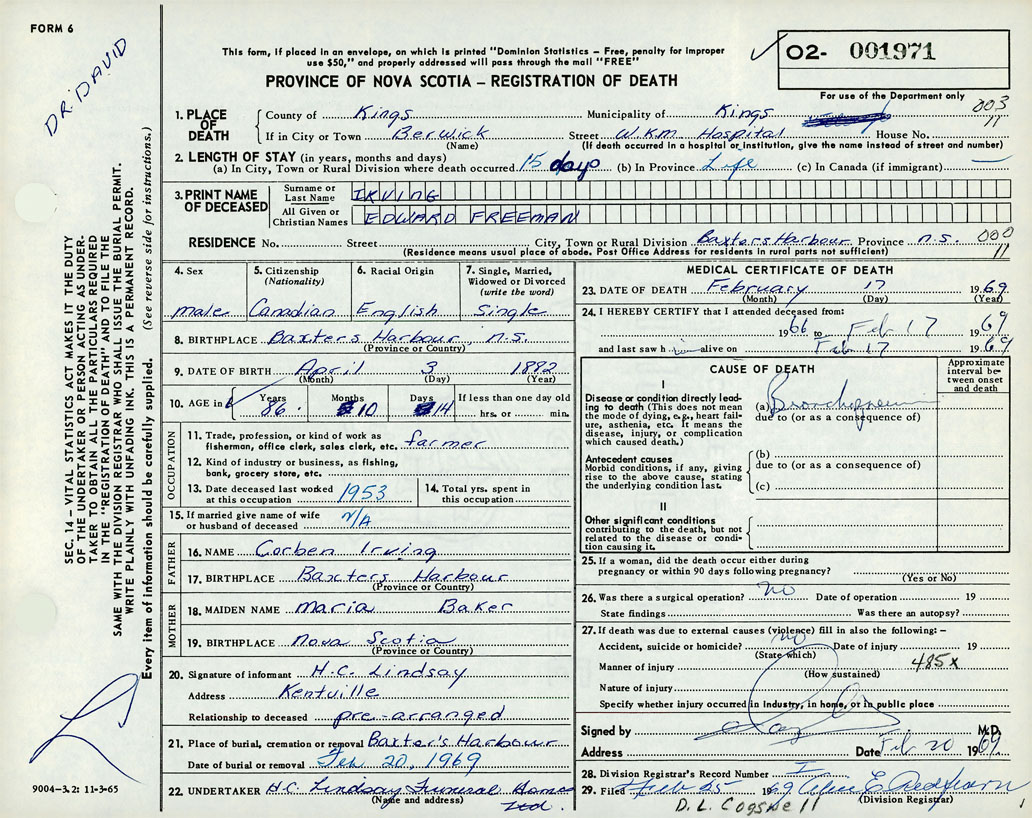 FORM 6
DR. DAVID
This form, if placed in an envelope, on which is printed "Dominion Statistics – Free, penalty for improper
use $50," and properly addressed will pass through the mail "FREE"
PROVINCE OF NOVA SCOTIA – REGISTRATION OF DEATH
02- 001971
For use of the Department only
003
11
1. PLACE OF DEATH
County of Kings Municipality of Kings
If in City or Town Berwick Street W.K.M. Hospital House No.
(Name) (If death occurred in a hospital or institution, give the name instead of street and number)
2. LENGTH OF STAY (in years, months and days)
(a) In City, Town or Rural Division where death occurred 15 days (b) In Province Life (c) In Canada (if immigrant) —
3. PRINT NAME OF DECEASED
Surname or Last Name IRVING
All Given or Christian Names EDWARD FREEMAN
RESIDENCE No. Street City, Town or Rural Division Baxters Harbour Province n.s. 000
11
(Residence means usual place of abode. Post Office Address for residents in rural parts not sufficient)
4. Sex
male
5. Citizenship
(Nationality)
Canadian
6. Racial Origin
English
7. Single, Married,
Widowed or Divorced
(write the word)
Single
8. BIRTHPLACE Baxters Harbour, n.s.
(Province or Country)
9. DATE OF BIRTH April 3 1882
(Month) (Day) (Year)
10. AGE in Years 86 Months 10 Days 14 If less than one day old
hrs. or min.
OCCUPATION
11. Trade, profession, or kind of work as
fisherman, office clerk, sales clerk, etc. farmer
12. Kind of industry or business, as fishing,
bank, grocery store, etc.
13. Date deceased last worked
at this occupation 1953
14. Total yrs. spent in
this occupation
15. If married give name of wife
or husband of deceased N/A
FATHER
16. NAME Corben Irving
17. BIRTHPLACE Baxters Harbour
(Province or Country)
MOTHER
18. MAIDEN NAME Maria Baker
19. BIRTHPLACE Nova Scotia
(Province or Country)
20. Signature of informant H.C. Lindsay
Address Kentville
Relationship to deceased pre-arranged
21. Place of burial, cremation or removal Baxter's Harbour
Date of burial or removal Feb 20, 1969
22. UNDERTAKER H.C. Lindsay Funeral Home
(Name and address) Ltd.
MEDICAL CERTIFICATE OF DEATH
23. DATE OF DEATH February 17 1969
(Month) (Day) (Year)
24. I HEREBY CERTIFY that I attended deceased from:
1966 to Feb 17 1969
and last saw him alive on Feb 17 1969
CAUSE OF DEATH
Approximate
interval be-
tween onset
and death
I
Disease or condition directly lead-
ing to death (This does not mean
the mode of dying, e.g., heart fail-
ure, asthenia, etc. It means the
disease, injury, or complication
which caused death.)
(a) Bronchopneum
due to (or as a consequence of)
Antecedent causes
Morbid conditions, if any, giving
rise to the above cause, stating
the underlying condition last.
(b)
due to (or as a consequence of)
(c)
II
Other significant conditions
contributing to the death, but not
related to the disease or condi-
tion causing it.
25. If a woman, did the death occur either during
pregnancy or within 90 days following pregnancy?
(Yes or No)
26. Was there a surgical operation? no Date of operation 19
State findings Was there an autopsy?
27. If death was due to external causes (violence) fill in also the following: –
Accident, suicide or homicide? no Date of injury 19
(State which)
Manner of injury 485x
(How sustained)
Nature of injury
Specify whether injury occurred in industry, in home, or in public place
Signed by M.D.
Address Date Feb 20 1969
28. Division Registrar's Record Number I
29. Filed Feb 25 1969
(Division Registrar)
D. L. Cogswell
SEC. 14 – VITAL STATISTICS ACT MAKES IT THE DUTY
OF THE UNDERTAKER OR PERSON ACTING AS UNDER-
TAKER TO OBTAIN ALL THE PARTICULARS REQUIRED
IN THE "REGISTRATION OF DEATH" AND TO FILE THE
SAME WITH THE DIVISION REGISTRAR WHO SHALL ISSUE THE BURIAL PERMIT.
WRITE PLAINLY WITH UNFADING INK. THIS IS A PERMANENT RECORD.
Every item of information should be carefully supplied. (See reverse side for instructions.)
9004-3.2: 11-3-65